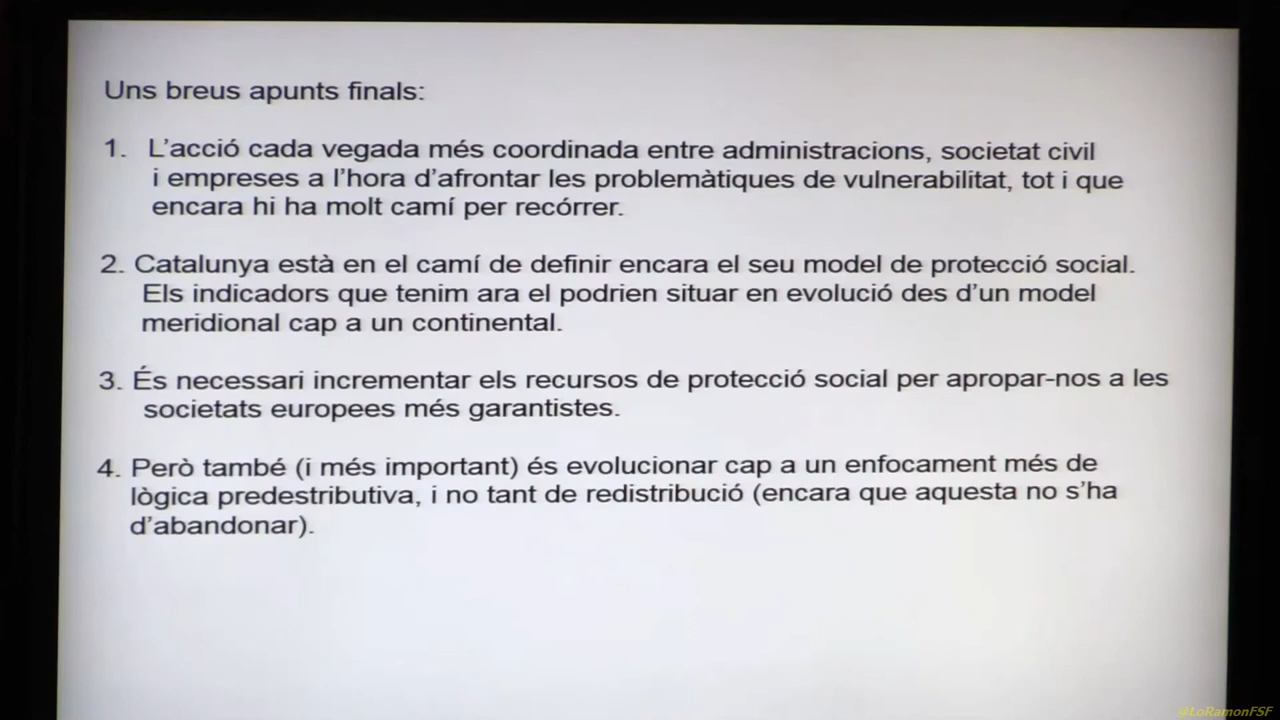 Uns breus apunts finals:
1. L'acció cada vegada més coordinada entre administracions, societat civil
i empreses a l'hora d'afrontar les problemàtiques de vulnerabilitat, tot i que
encara hi ha molt camí per recórrer.
2. Catalunya està en el camí de definir encara el seu model de protecció social.
Els indicadors que tenim ara el podrien situar en evolució des d'un model
meridional cap a un continental.
3. És necessari incrementar els recursos de protecció social per apropar-nos a les
societats europees més garantistes.
4. Però també (i més important) és evolucionar cap a un enfocament més de
lògica predestributiva, i no tant de redistribució (encara que aquesta no s'ha
d'abandonar).
@LoRamonFSF